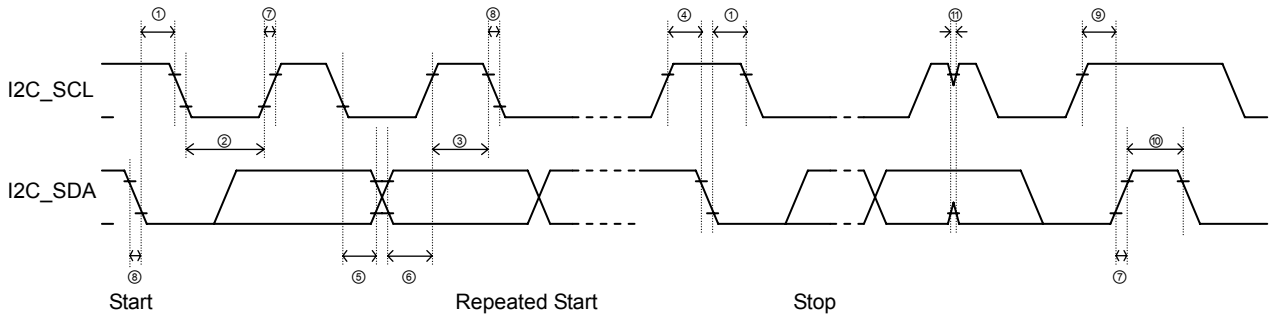 ① ⑦ ⑧ ④ ① ⑪ ⑨
I2C_SCL
② ③ ⑩
I2C_SDA
⑧ ⑤ ⑥ ⑦
Start Repeated Start Stop